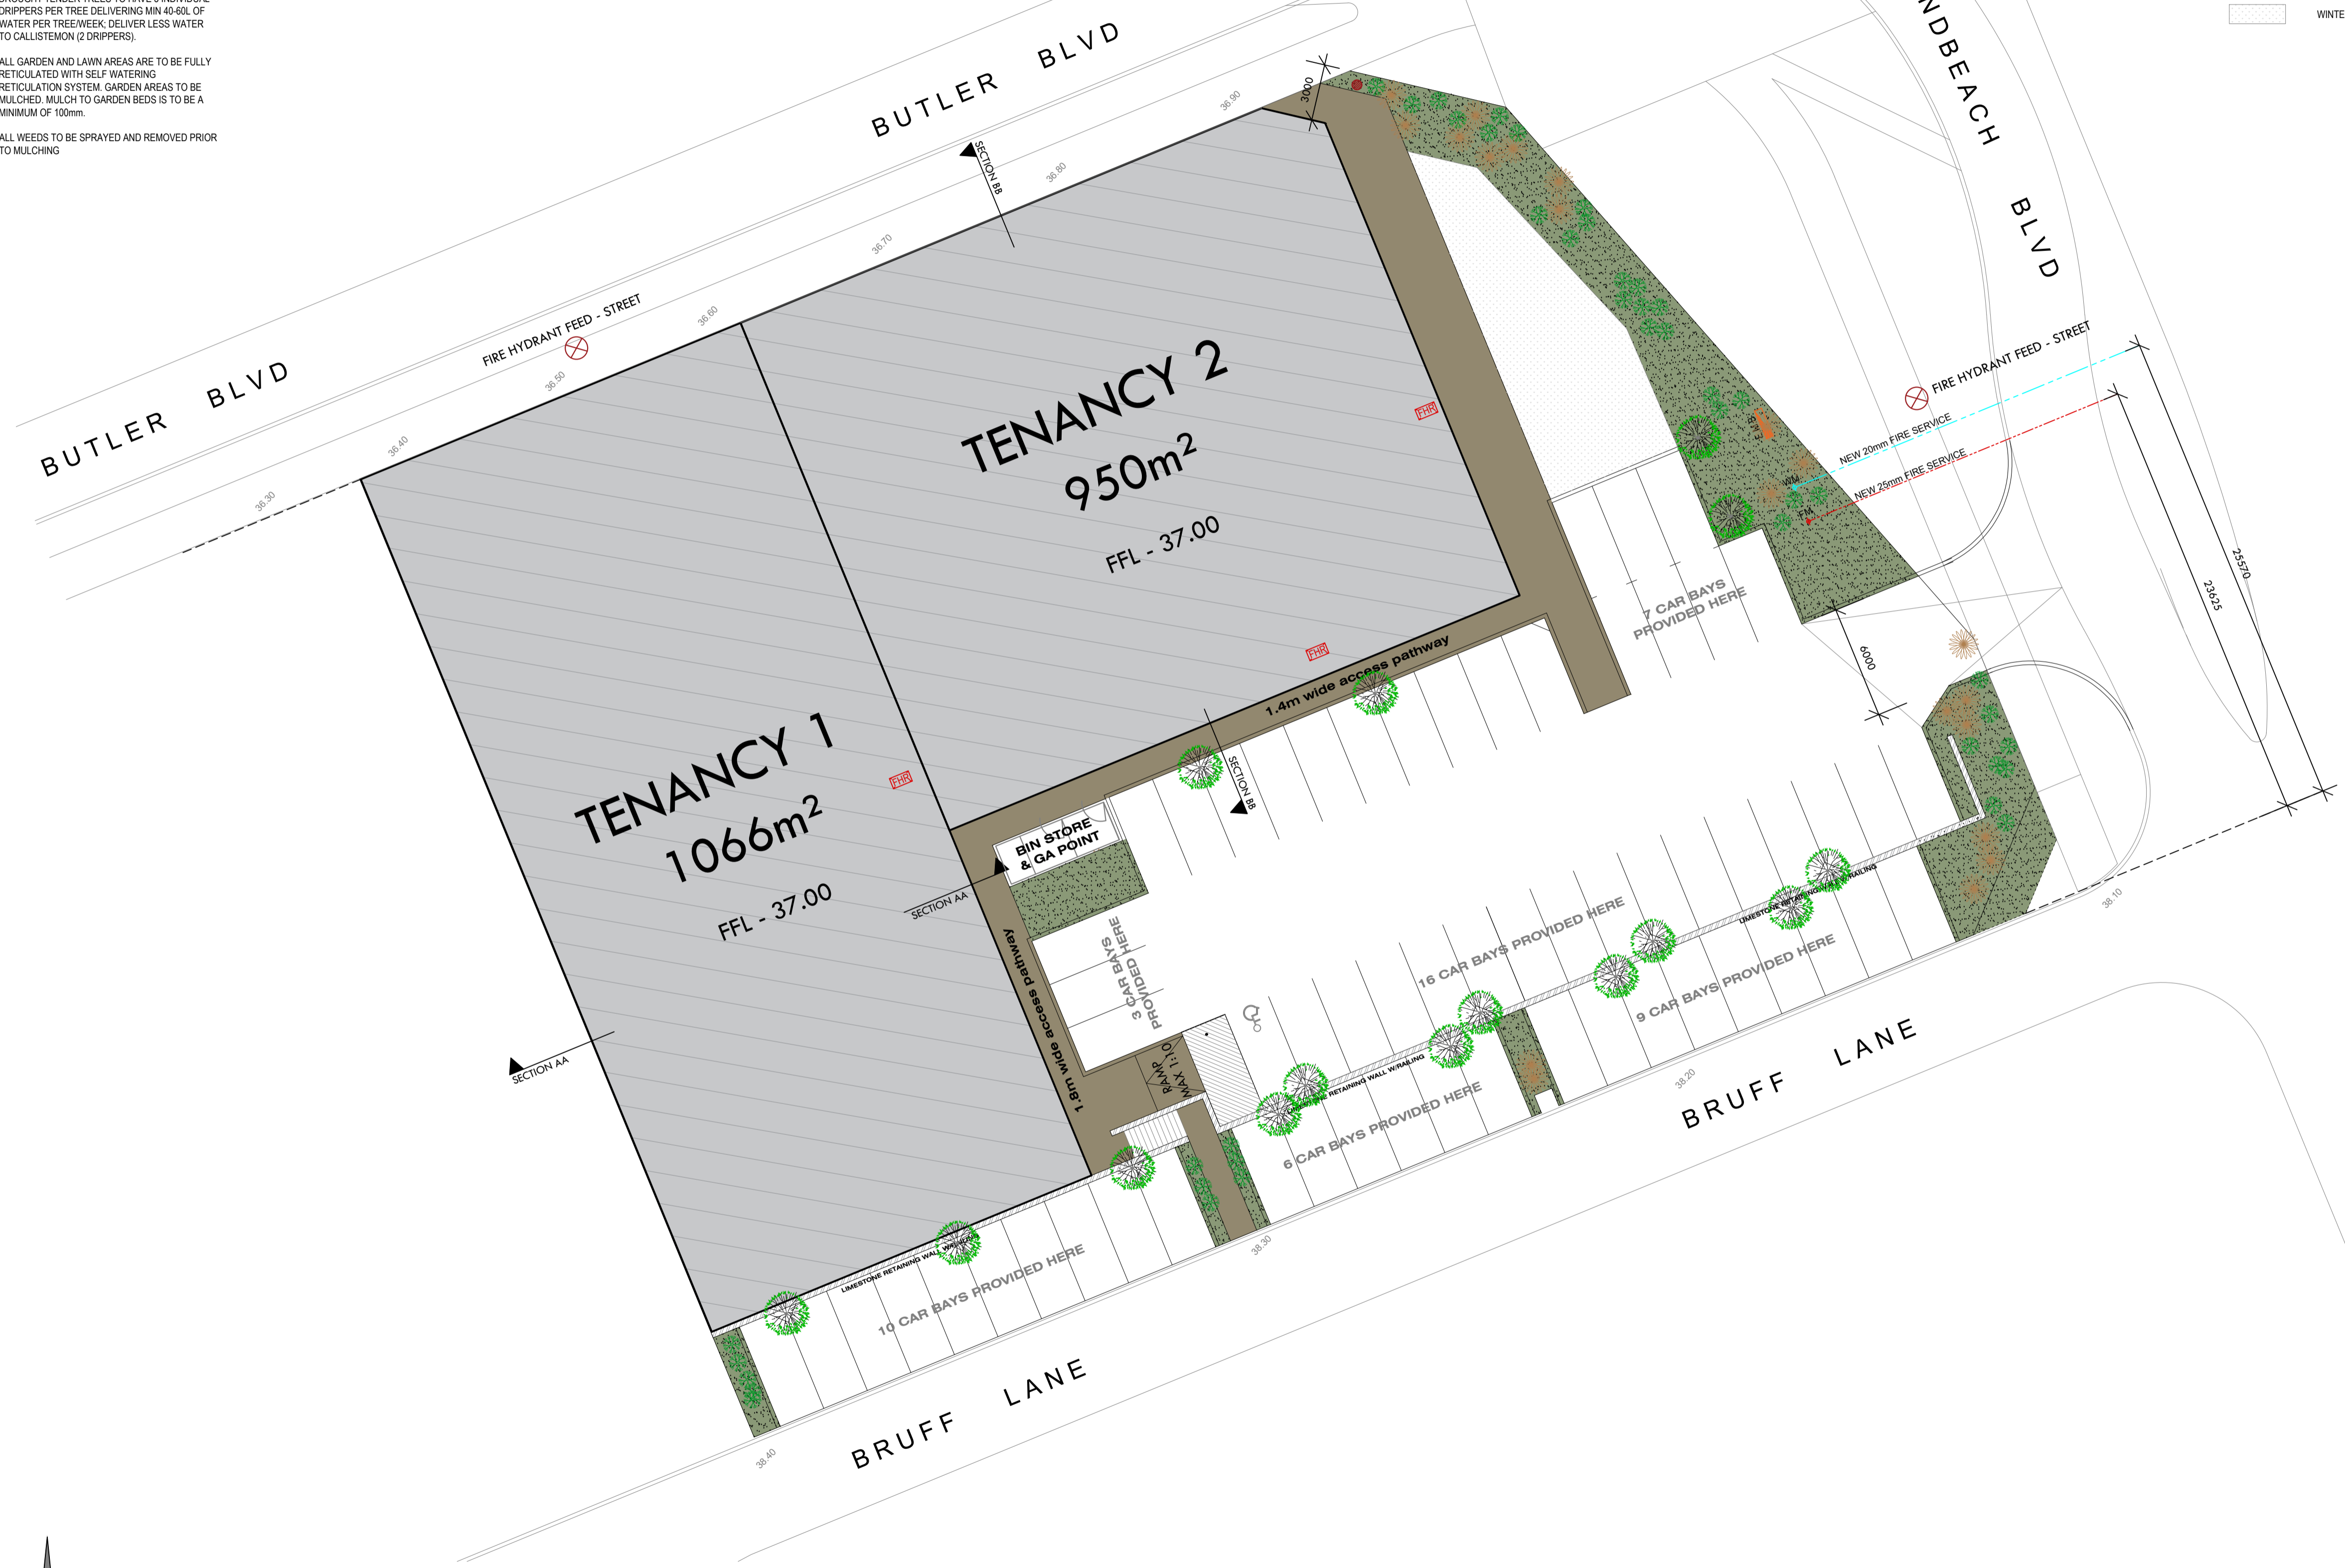 DRIPPERS PER TREE DELIVERING MIN 40-60L OF
WATER PER TREE/WEEK; DELIVER LESS WATER
TO CALLISTEMON (2 DRIPPERS).
ALL GARDEN AND LAWN AREAS ARE TO BE FULLY
RETICULATED WITH SELF WATERING
RETICULATION SYSTEM. GARDEN AREAS TO BE
MULCHED. MULCH TO GARDEN BEDS IS TO BE A
MINIMUM OF 100mm.
ALL WEEDS TO BE SPRAYED AND REMOVED PRIOR
TO MULCHING
WINTE
BUTLER BLVD
NDBEACH BLVD
3000
36.90
36.80
SECTION BB
36.70
36.60
FIRE HYDRANT FEED - STREET
36.50
BUTLER BLVD
36.40
36.30
TENANCY 2
950m²
FFL - 37.00
FHR
FHR
FIRE HYDRANT FEED - STREET
NEW 20mm FIRE SERVICE
NEW 25mm FIRE SERVICE
WM
FM
25570
23625
7 CAR BAYS
PROVIDED HERE
6000
1.4m wide access pathway
TENANCY 1
1066m²
FFL - 37.00
FHR
SECTION BB
BIN STORE
& GA POINT
SECTION AA
SECTION AA
1.8m wide access pathway
3 CAR BAYS
PROVIDED HERE
RAMP
MAX 1:10
16 CAR BAYS PROVIDED HERE
LIMESTONE RETAINING WALL W/RAILING
9 CAR BAYS PROVIDED HERE
LIMESTONE RETAINING WALL W/RAILING
6 CAR BAYS PROVIDED HERE
LIMESTONE RETAINING WALL W/RAILING
10 CAR BAYS PROVIDED HERE
38.10
38.20
38.30
38.40
BRUFF LANE
BRUFF LANE